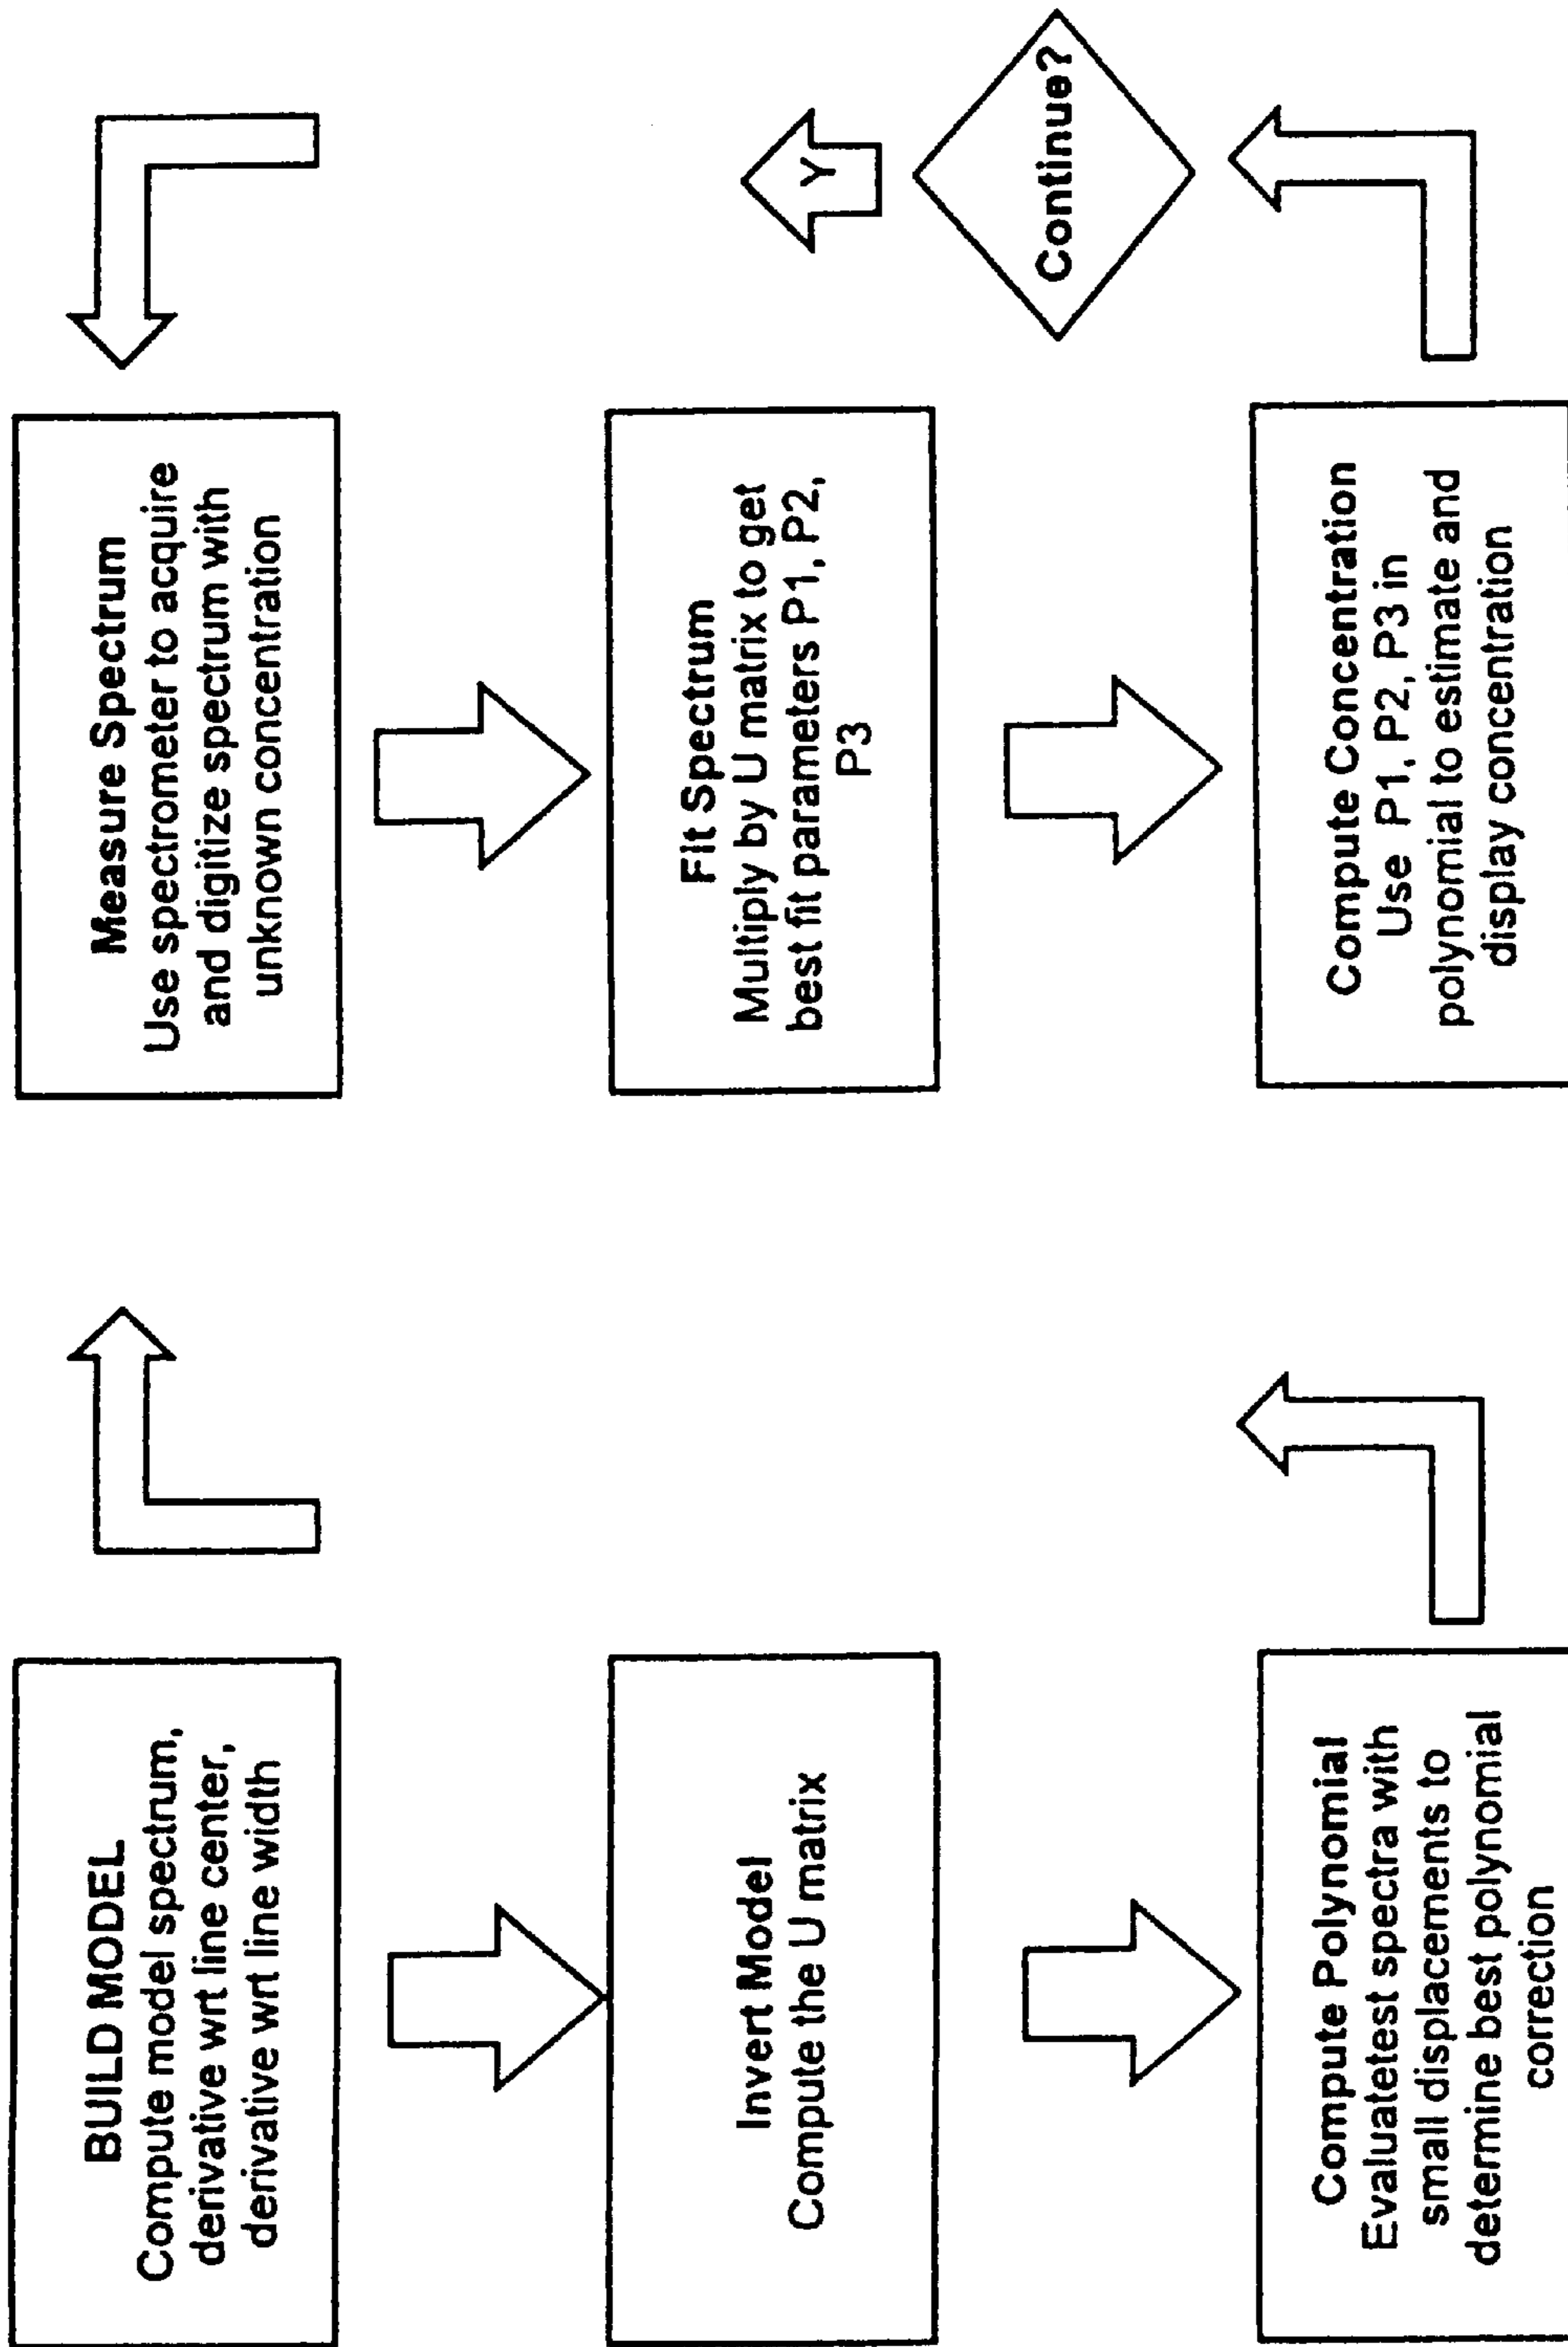 BUILD MODEL
Compute model spectrum,
derivative wrt line center,
derivative wrt line width
Invert Model
Compute the U matrix
Compute Polynomial
Evaluatetest spectra with
small displacements to
determine best polynomial
correction
Measure Spectrum
Use spectrometer to acquire
and digitize spectrum with
unknown concentration
Fit Spectrum
Multiply by U matrix to get
best fit parameters P1, P2,
P3
Compute Concentration
Use P1, P2, P3 in
polynomial to estimate and
display concentration
Continue?
Y